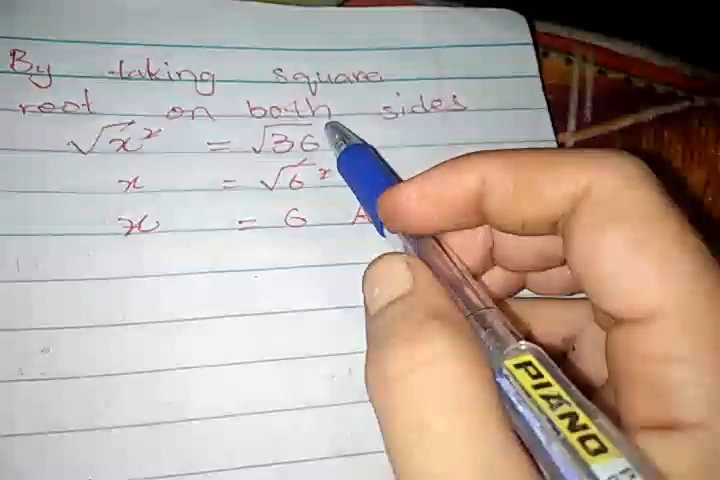 By taking square
root on both sides
√x² = √36
x = √6²
x = 6 A
PIANO